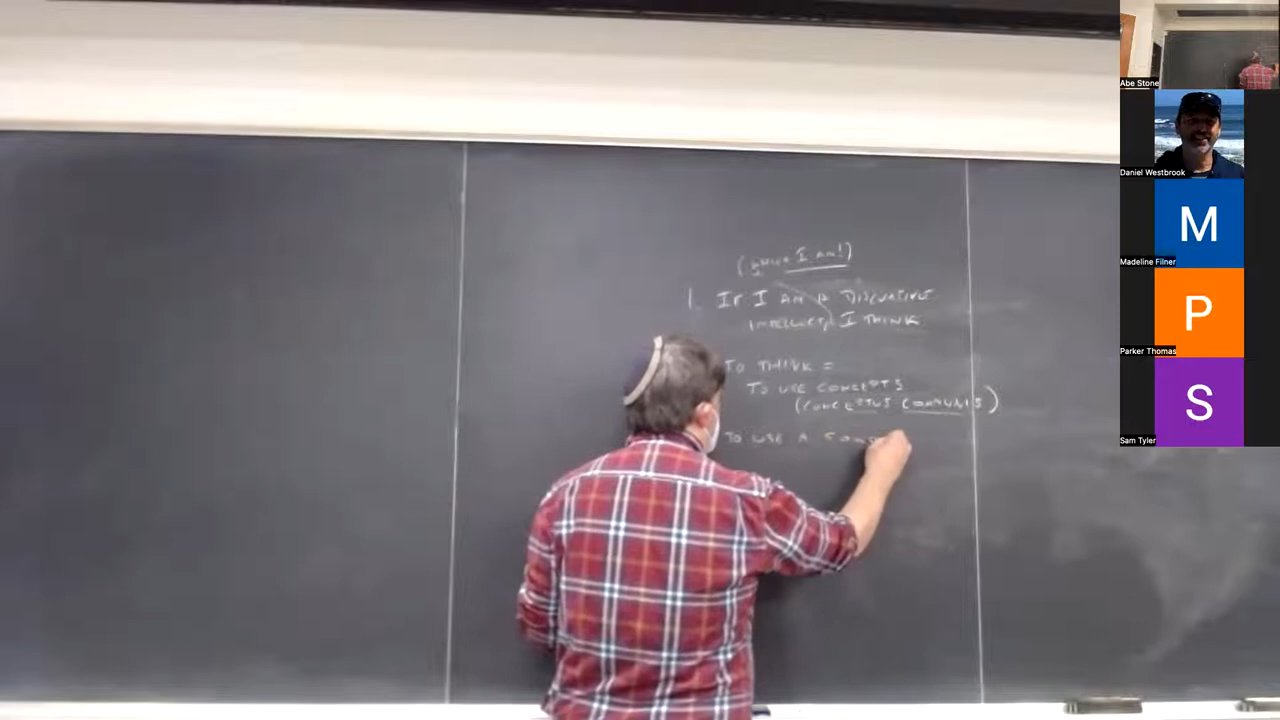 (WHICH I AM!)
1. IF I AM A DISCURSIVE
INTELLECT, I THINK
TO THINK =
TO USE CONCEPTS
(CONCEPTUS COMMUNIS)
TO USE A
Abe Stone
Daniel Westbrook
M
Madeline Filner
P
Parker Thomas
S
Sam Tyler